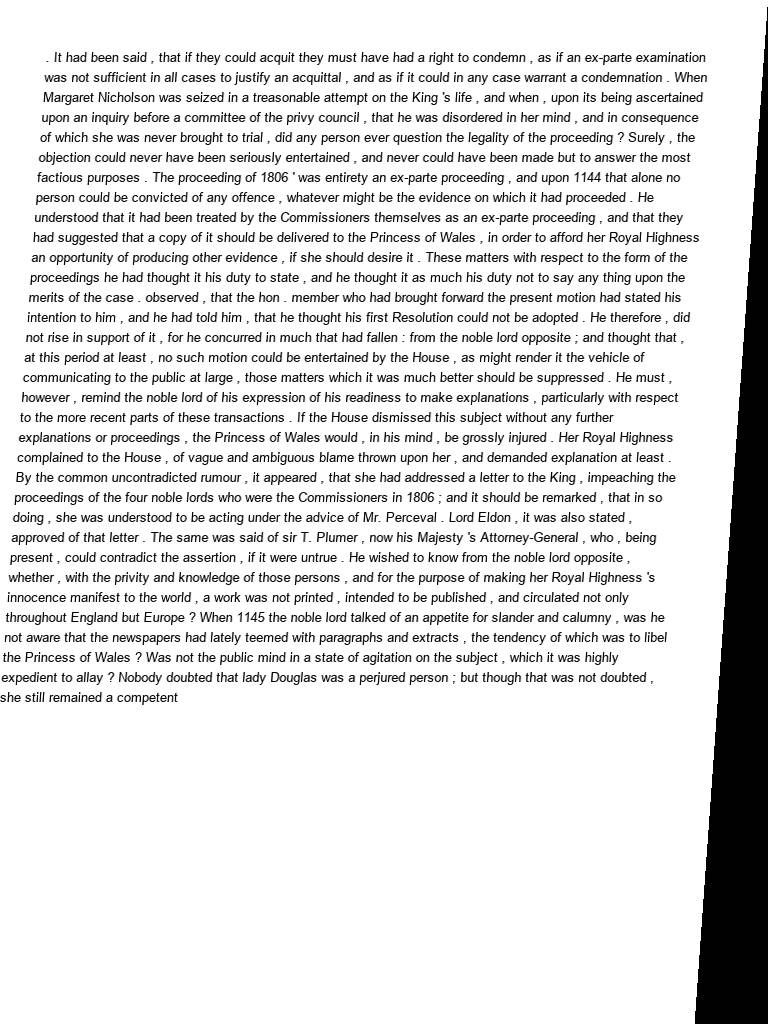 . It had been said , that if they could acquit they must have had a right to condemn , as if an ex-parte examination
was not sufficient in all cases to justify an acquittal , and as if it could in any case warrant a condemnation . When
Margaret Nicholson was seized in a treasonable attempt on the King 's life , and when , upon its being ascertained
upon an inquiry before a committee of the privy council , that he was disordered in her mind , and in consequence
of which she was never brought to trial , did any person ever question the legality of the proceeding ? Surely , the
objection could never have been seriously entertained , and never could have been made but to answer the most
factious purposes . The proceeding of 1806 ' was entirety an ex-parte proceeding , and upon 1144 that alone no
person could be convicted of any offence , whatever might be the evidence on which it had proceeded . He
understood that it had been treated by the Commissioners themselves as an ex-parte proceeding , and that they
had suggested that a copy of it should be delivered to the Princess of Wales , in order to afford her Royal Highness
an opportunity of producing other evidence , if she should desire it . These matters with respect to the form of the
proceedings he had thought it his duty to state , and he thought it as much his duty not to say any thing upon the
merits of the case . observed , that the hon . member who had brought forward the present motion had stated his
intention to him , and he had told him , that he thought his first Resolution could not be adopted . He therefore , did
not rise in support of it , for he concurred in much that had fallen : from the noble lord opposite ; and thought that ,
at this period at least , no such motion could be entertained by the House , as might render it the vehicle of
communicating to the public at large , those matters which it was much better should be suppressed . He must ,
however , remind the noble lord of his expression of his readiness to make explanations , particularly with respect
to the more recent parts of these transactions . If the House dismissed this subject without any further
explanations or proceedings , the Princess of Wales would , in his mind , be grossly injured . Her Royal Highness
complained to the House , of vague and ambiguous blame thrown upon her , and demanded explanation at least .
By the common uncontradicted rumour , it appeared , that she had addressed a letter to the King , impeaching the
proceedings of the four noble lords who were the Commissioners in 1806 ; and it should be remarked , that in so
doing , she was understood to be acting under the advice of Mr. Perceval . Lord Eldon , it was also stated ,
approved of that letter . The same was said of sir T. Plumer , now his Majesty 's Attorney-General , who , being
present , could contradict the assertion , if it were untrue . He wished to know from the noble lord opposite ,
whether , with the privity and knowledge of those persons , and for the purpose of making her Royal Highness 's
innocence manifest to the world , a work was not printed , intended to be published , and circulated not only
throughout England but Europe ? When 1145 the noble lord talked of an appetite for slander and calumny , was he
not aware that the newspapers had lately teemed with paragraphs and extracts , the tendency of which was to libel
the Princess of Wales ? Was not the public mind in a state of agitation on the subject , which it was highly
expedient to allay ? Nobody doubted that lady Douglas was a perjured person ; but though that was not doubted ,
she still remained a competent